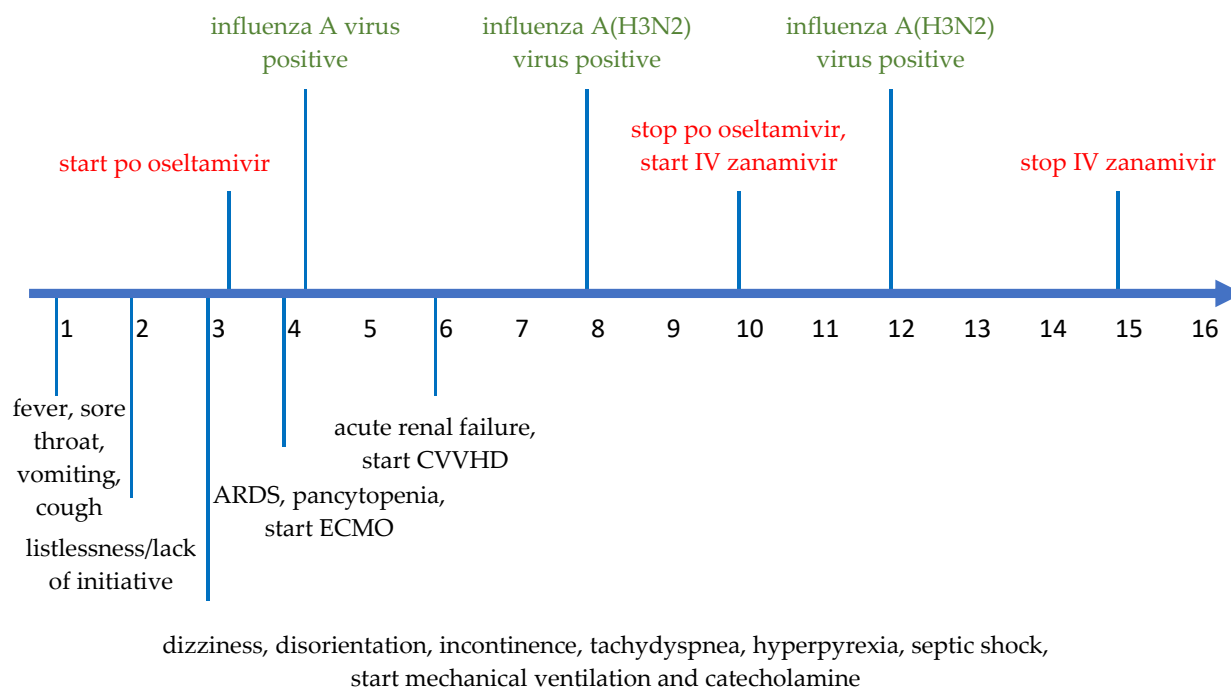 influenza A virus
positive
influenza A(H3N2)
virus positive
influenza A(H3N2)
virus positive
start po oseltamivir
stop po oseltamivir,
start IV zanamivir
stop IV zanamivir
1 2 3 4 5 6 7 8 9 10 11 12 13 14 15 16
fever, sore
throat,
vomiting,
cough
listlessness/lack
of initiative
dizziness, disorientation, incontinence, tachydyspnea, hyperpyrexia, septic shock,
start mechanical ventilation and catecholamine
ARDS, pancytopenia,
start ECMO
acute renal failure,
start CVVHD